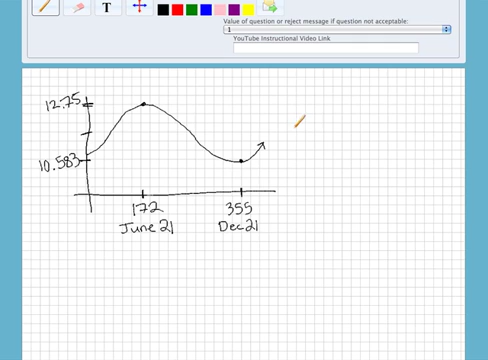 T
Value of question or reject message if question not acceptable:
1
YouTube Instructional Video Link
12.75
10.583
172
355
June 21
Dec 21